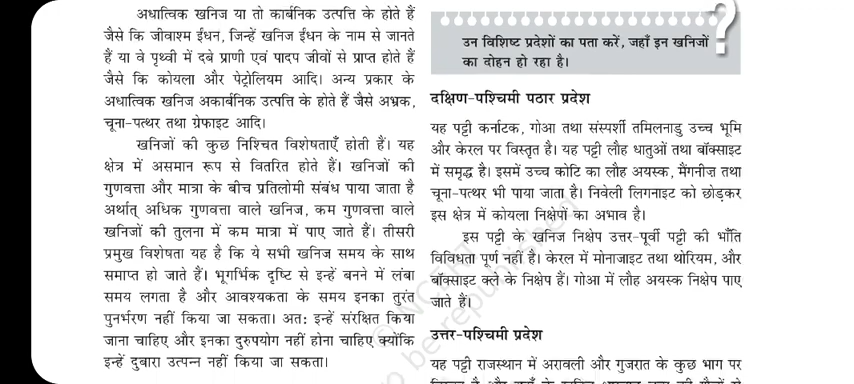 अधात्विक खनिज या तो कार्बनिक उत्पत्ति के होते हैं
जैसे कि जीवाश्म ईंधन, जिन्हें खनिज ईंधन के नाम से जानते
हैं या वे पृथ्वी में दबे प्राणी एवं पादप जीवों से प्राप्त होते हैं
जैसे कि कोयला और पेट्रोलियम आदि। अन्य प्रकार के
अधात्विक खनिज अकार्बनिक उत्पत्ति के होते हैं जैसे अभ्रक,
चूना-पत्थर तथा ग्रेफाइट आदि।
खनिजों की कुछ निश्चित विशेषताएँ होती हैं। यह
क्षेत्र में असमान रूप से वितरित होते हैं। खनिजों की
गुणवत्ता और मात्रा के बीच प्रतिलोमी संबंध पाया जाता है
अर्थात् अधिक गुणवत्ता वाले खनिज, कम गुणवत्ता वाले
खनिजों की तुलना में कम मात्रा में पाए जाते हैं। तीसरी
प्रमुख विशेषता यह है कि ये सभी खनिज समय के साथ
समाप्त हो जाते हैं। भूगर्भिक दृष्टि से इन्हें बनने में लंबा
समय लगता है और आवश्यकता के समय इनका तुरंत
पुनर्भरण नहीं किया जा सकता। अत: इन्हें संरक्षित किया
जाना चाहिए और इनका दुरुपयोग नहीं होना चाहिए क्योंकि
इन्हें दुबारा उत्पन्न नहीं किया जा सकता।
उन विशिष्ट प्रदेशों का पता करें, जहाँ इन खनिजों
का दोहन हो रहा है।
?
दक्षिण-पश्चिमी पठार प्रदेश
यह पट्टी कर्नाटक, गोआ तथा संस्पर्शी तमिलनाडु उच्च भूमि
और केरल पर विस्तृत है। यह पट्टी लौह धातुओं तथा बॉक्साइट
में समृद्ध है। इसमें उच्च कोटि का लौह अयस्क, मैंगनीज़ तथा
चूना-पत्थर भी पाया जाता है। निवेली लिगनाइट को छोड़कर
इस क्षेत्र में कोयला निक्षेपों का अभाव है।
इस पट्टी के खनिज निक्षेप उत्तर-पूर्वी पट्टी की भाँति
विविधता पूर्ण नहीं है। केरल में मोनाजाइट तथा थोरियम, और
बॉक्साइट क्ले के निक्षेप हैं। गोआ में लौह अयस्क निक्षेप पाए
जाते हैं।
उत्तर-पश्चिमी प्रदेश
यह पट्टी राजस्थान में अरावली और गुजरात के कुछ भाग पर
© NCERT
to be republished